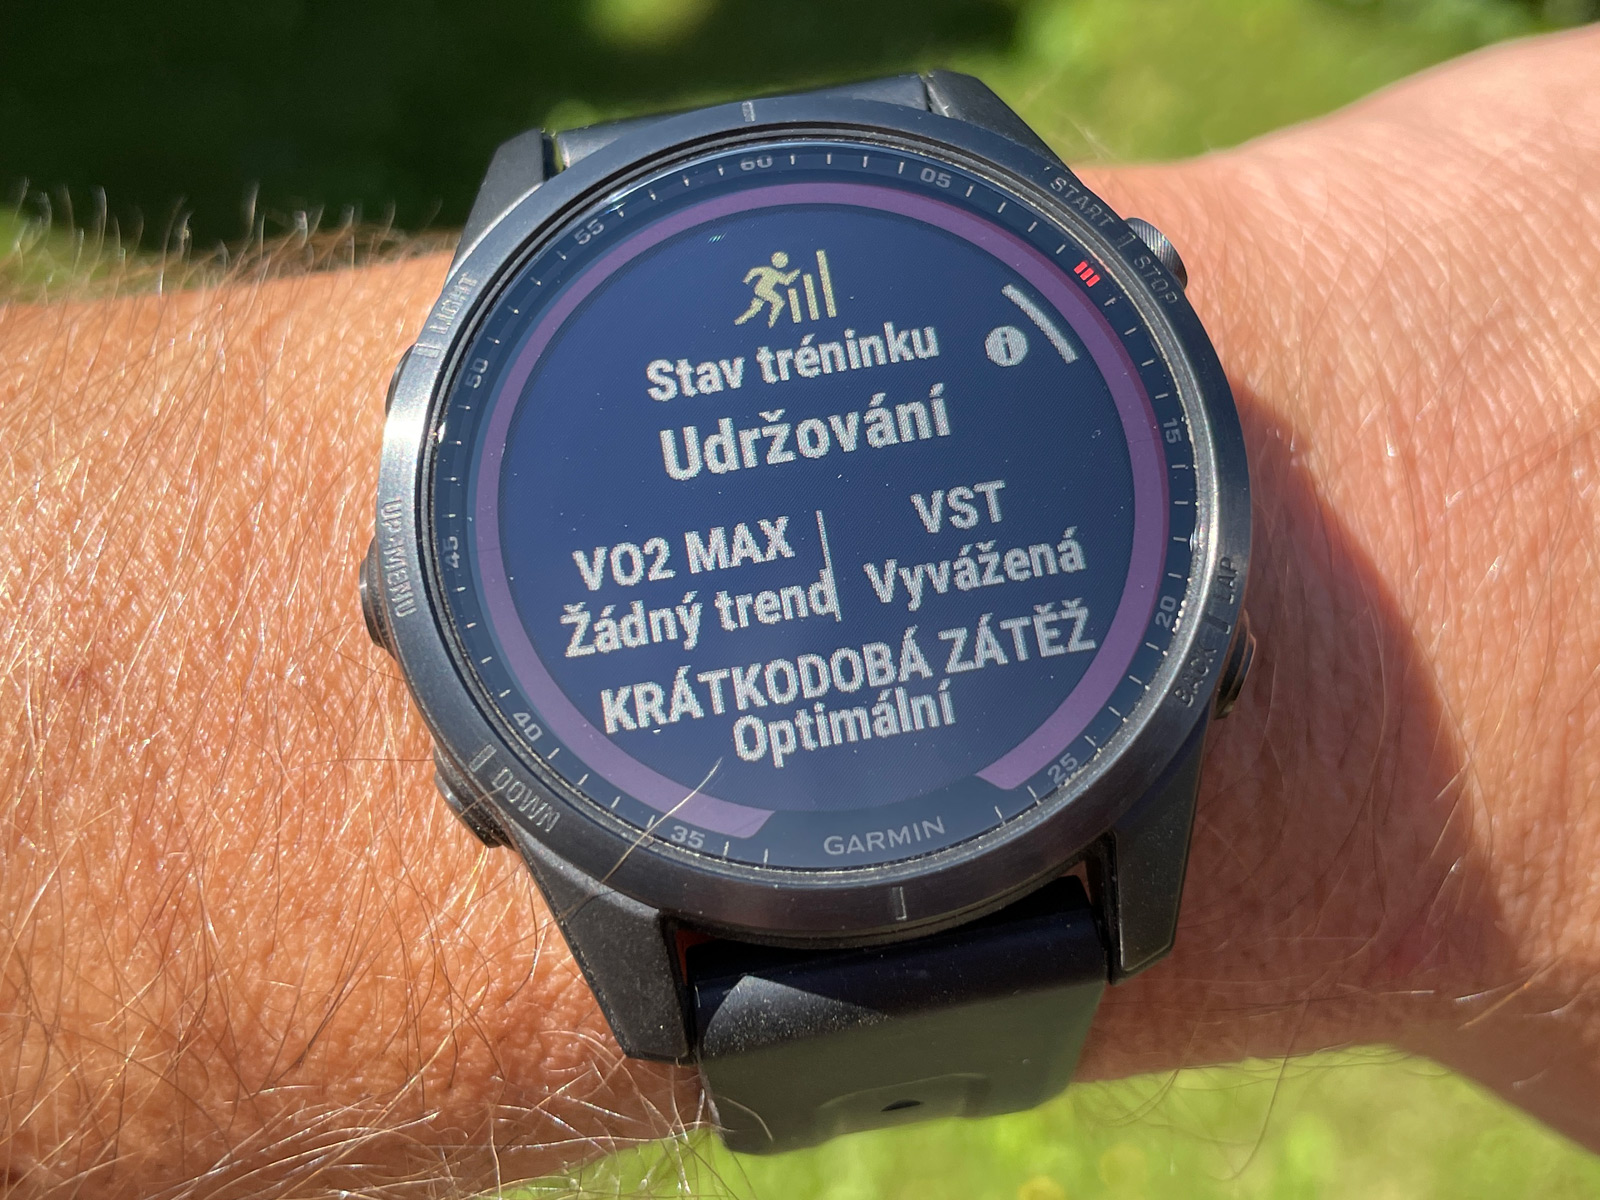 Stav tréninku
Udržování
VO2 MAX
Žádný trend
VST
Vyvážená
KRÁTKODOBÁ ZÁTĚŽ
Optimální
GARMIN
60
05
15
20
25
35
40
45
50
55
START
STOP
LAP
BACK
LIGHT
UP·MENU
DOWN
i